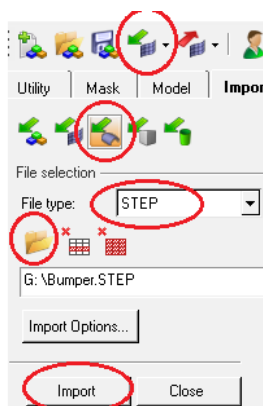 Utility Mask Model Impor
File selection
File type: STEP
G: \Bumper.STEP
Import Options...
Import Close